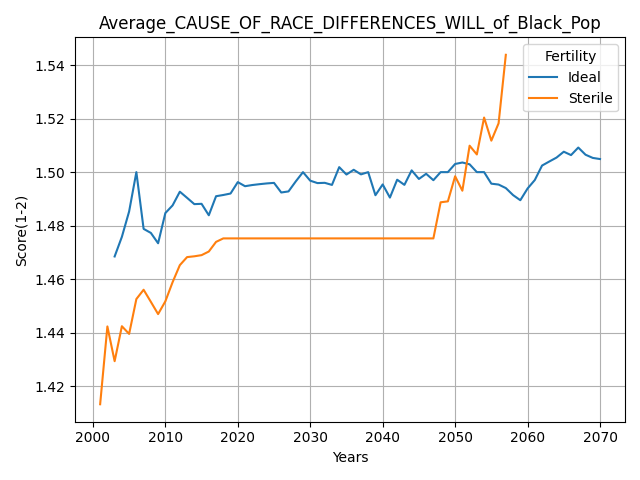 Average_CAUSE_OF_RACE_DIFFERENCES_WILL_of_Black_Pop
Fertility
Ideal
Sterile
Score(1-2)
1.54
1.52
1.50
1.48
1.46
1.44
1.42
2000 2010 2020 2030 2040 2050 2060 2070
Years